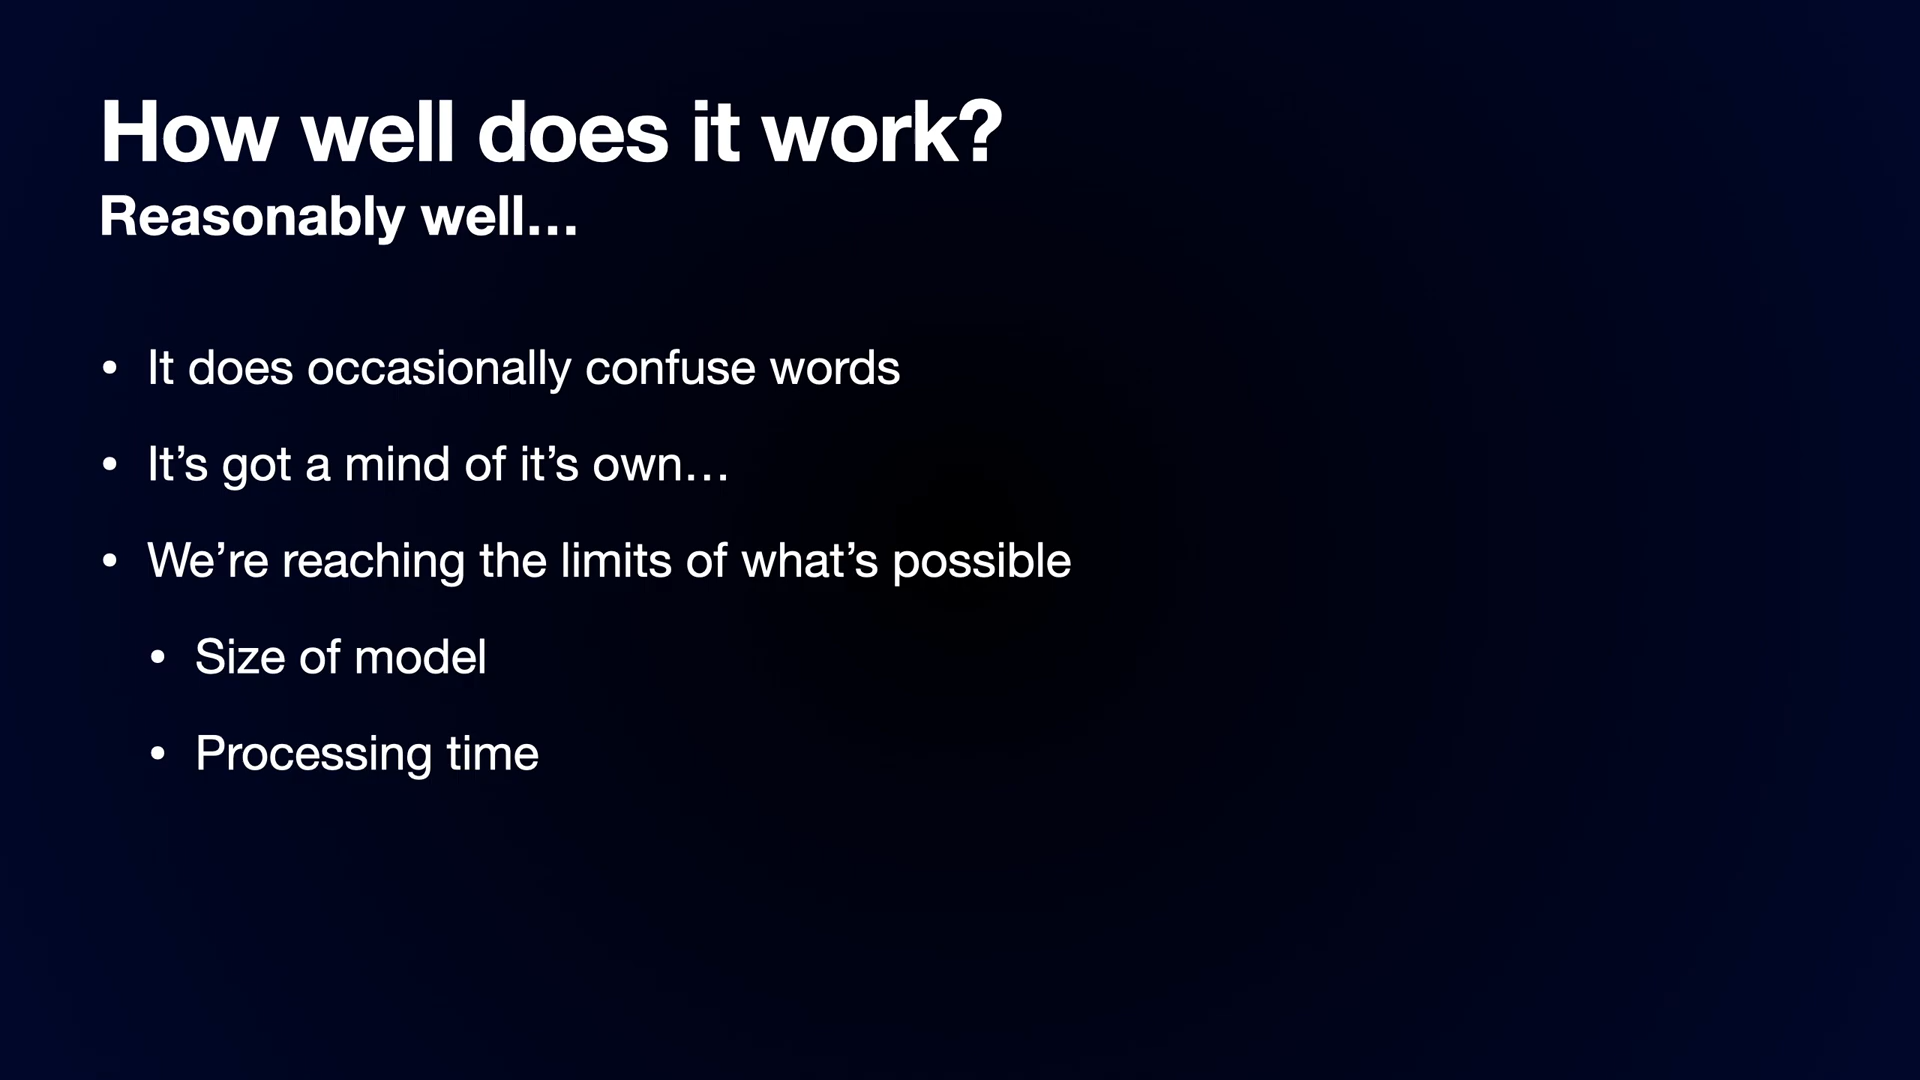 How well does it work?
Reasonably well…
• It does occasionally confuse words
• It’s got a mind of it’s own…
• We’re reaching the limits of what’s possible
• Size of model
• Processing time